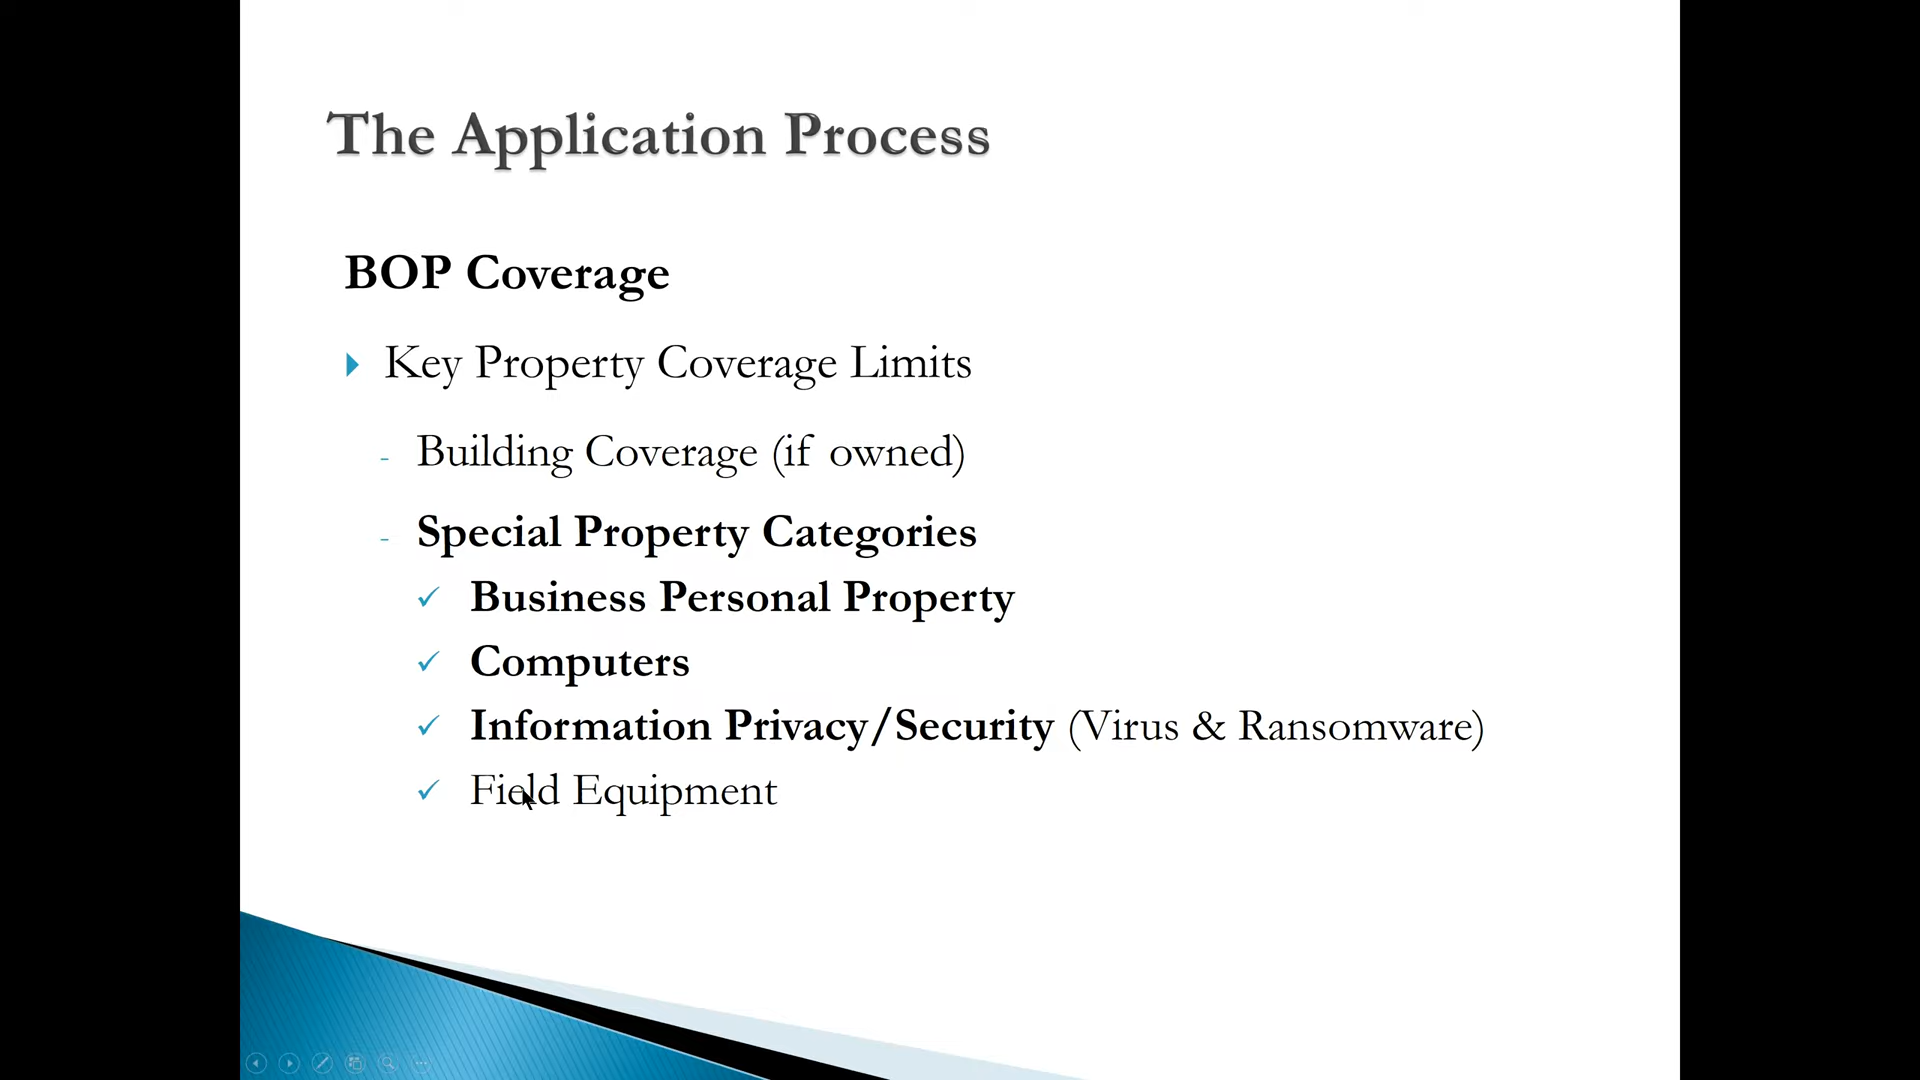 The Application Process
BOP Coverage
Key Property Coverage Limits
- Building Coverage (if owned)
- Special Property Categories
✓ Business Personal Property
✓ Computers
✓ Information Privacy/Security (Virus & Ransomware)
✓ Field Equipment